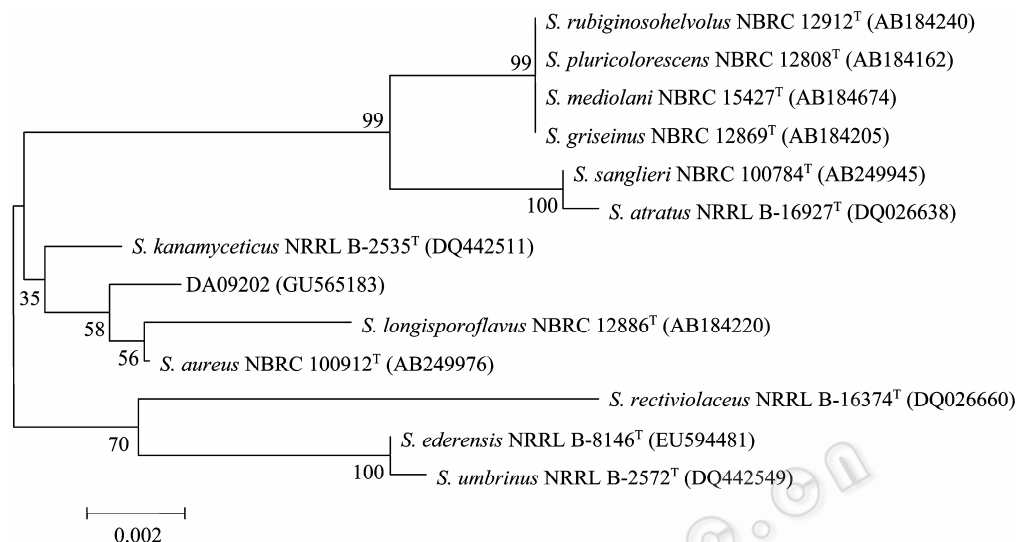 S. rubiginosohelvolus NBRC 12912ᵀ (AB184240)
99
S. pluricolorescens NBRC 12808ᵀ (AB184162)
S. mediolani NBRC 15427ᵀ (AB184674)
99
S. griseinus NBRC 12869ᵀ (AB184205)
S. sanglieri NBRC 100784ᵀ (AB249945)
100
S. atratus NRRL B-16927ᵀ (DQ026638)
S. kanamyceticus NRRL B-2535ᵀ (DQ442511)
DA09202 (GU565183)
35
58
S. longisporoflavus NBRC 12886ᵀ (AB184220)
56
S. aureus NBRC 100912ᵀ (AB249976)
S. rectiviolaceus NRRL B-16374ᵀ (DQ026660)
70
S. ederensis NRRL B-8146ᵀ (EU594481)
100
S. umbrinus NRRL B-2572ᵀ (DQ442549)
0.002